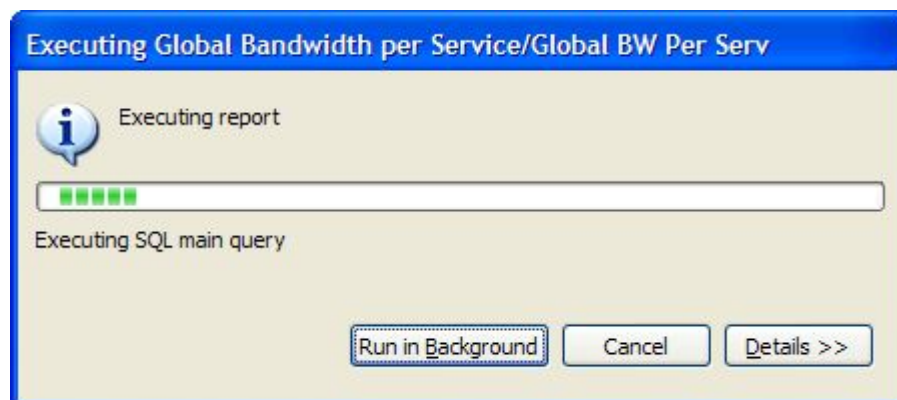 Executing Global Bandwidth per Service/Global BW Per Serv
Executing report
Executing SQL main query
Run in Background Cancel Details >>